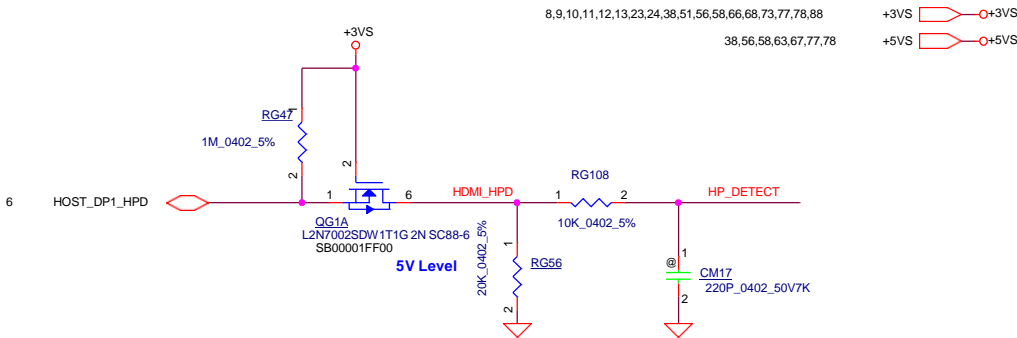 8,9,10,11,12,13,23,24,38,51,56,58,66,68,73,77,78,88 +3VS +3VS
38,56,58,63,67,77,78 +5VS +5VS
+3VS
1
RG47
1M_0402_5%
2
2
RG108
6 HOST_DP1_HPD 1 6 HDMI_HPD 1 2 HP_DETECT
10K_0402_5%
QG1A
L2N7002SDW1T1G 2N SC88-6
SB00001FF00
5V Level
20K_0402_5%
1
RG56
2
@
1
CM17
220P_0402_50V7K
2